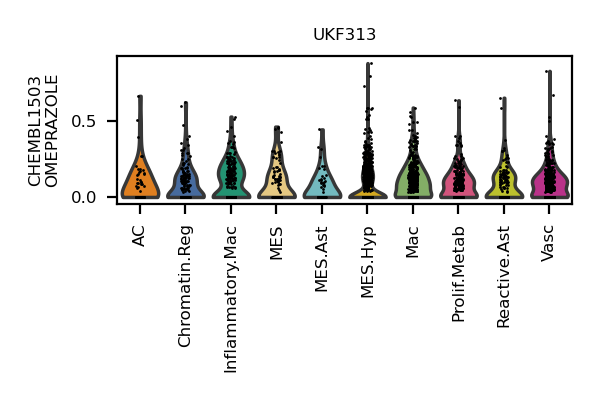 UKF313
CHEMBL1503
OMEPRAZOLE
0.5
0.0
AC
Chromatin.Reg
Inflammatory.Mac
MES
MES.Ast
MES.Hyp
Mac
Prolif.Metab
Reactive.Ast
Vasc